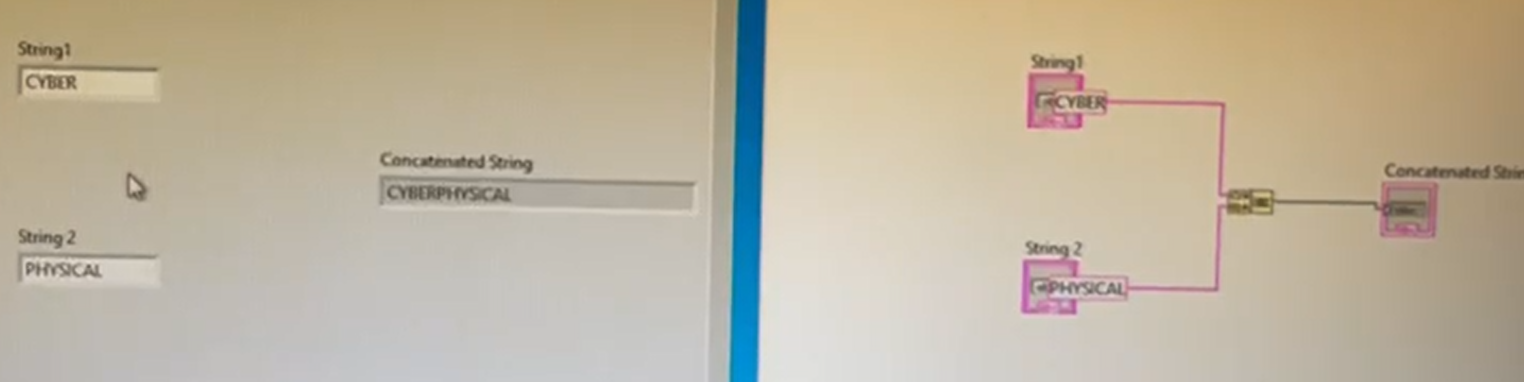 String1
CYBER
Concatenated String
CYBERPHYSICAL
String 2
PHYSICAL
String1
CYBER
Concatenated Strin
String 2
PHYSICAL